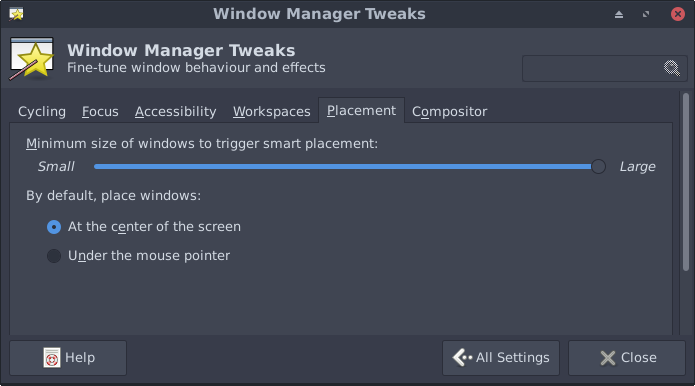 Window Manager Tweaks
Window Manager Tweaks
Fine-tune window behaviour and effects
Cycling Focus Accessibility Workspaces Placement Compositor
Minimum size of windows to trigger smart placement:
Small Large
By default, place windows:
At the center of the screen
Under the mouse pointer
Help All Settings Close